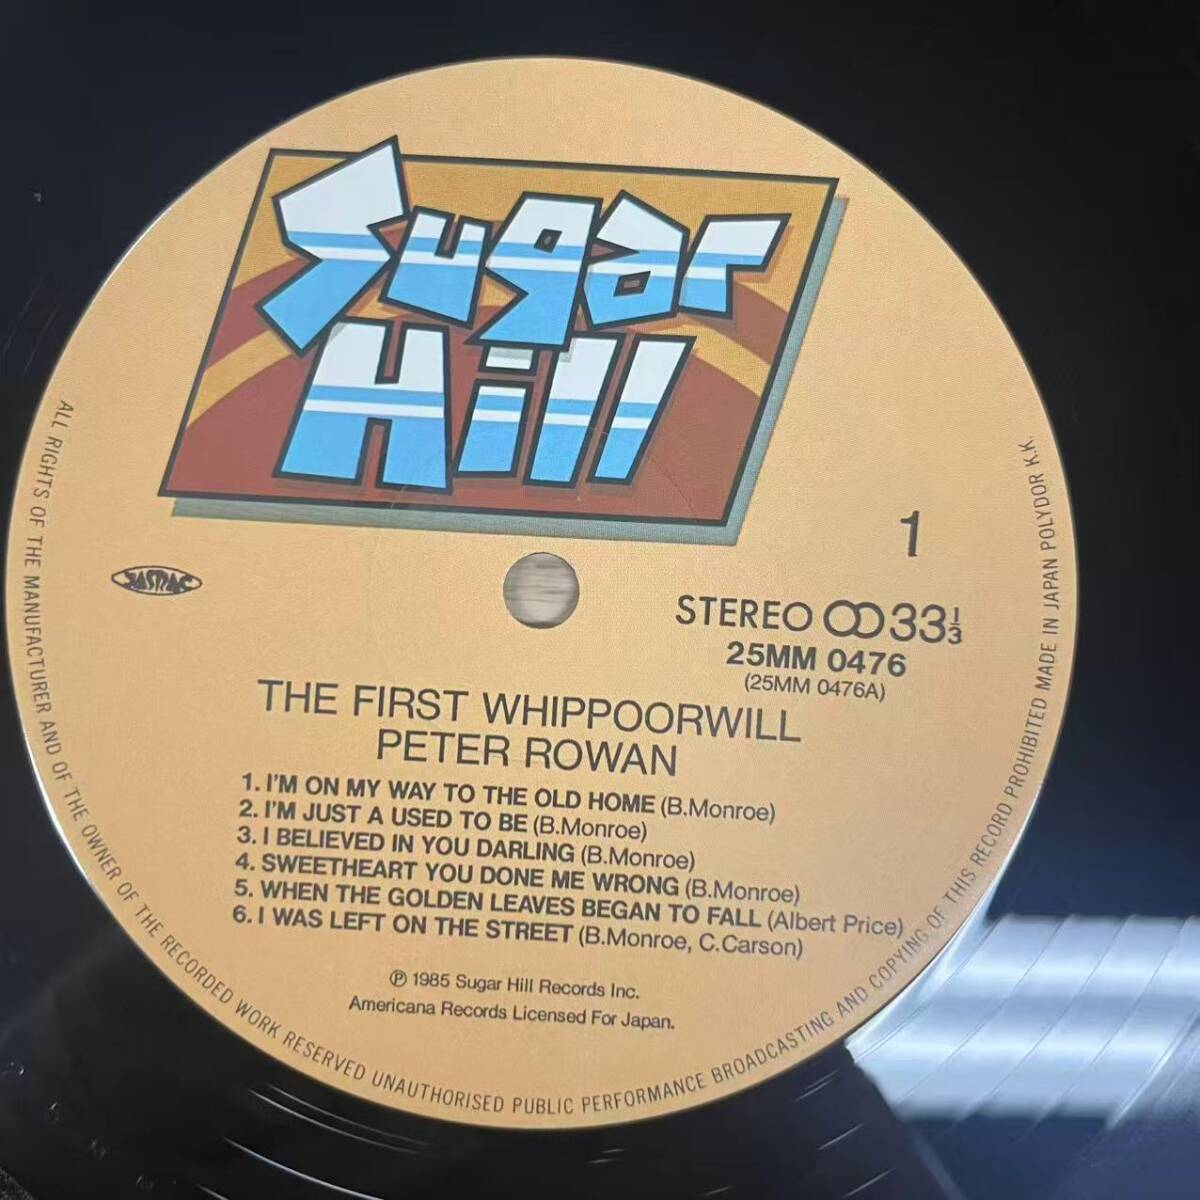 Sugar
Hill
1
JASRAC
STEREO 33 1/3
25MM 0476
(25MM 0476A)
THE FIRST WHIPPOORWILL
PETER ROWAN
1. I'M ON MY WAY TO THE OLD HOME (B.Monroe)
2. I'M JUST A USED TO BE (B.Monroe)
3. I BELIEVED IN YOU DARLING (B.Monroe)
4. SWEETHEART YOU DONE ME WRONG (B.Monroe)
5. WHEN THE GOLDEN LEAVES BEGAN TO FALL (Albert Price)
6. I WAS LEFT ON THE STREET (B.Monroe, C.Carson)
℗ 1985 Sugar Hill Records Inc.
Americana Records Licensed For Japan.
ALL RIGHTS OF THE MANUFACTURER AND OF THE OWNER OF THE RECORDED WORK RESERVED UNAUTHORISED PUBLIC PERFORMANCE BROADCASTING AND COPYING OF THIS RECORD PROHIBITED MADE IN JAPAN POLYDOR K.K.